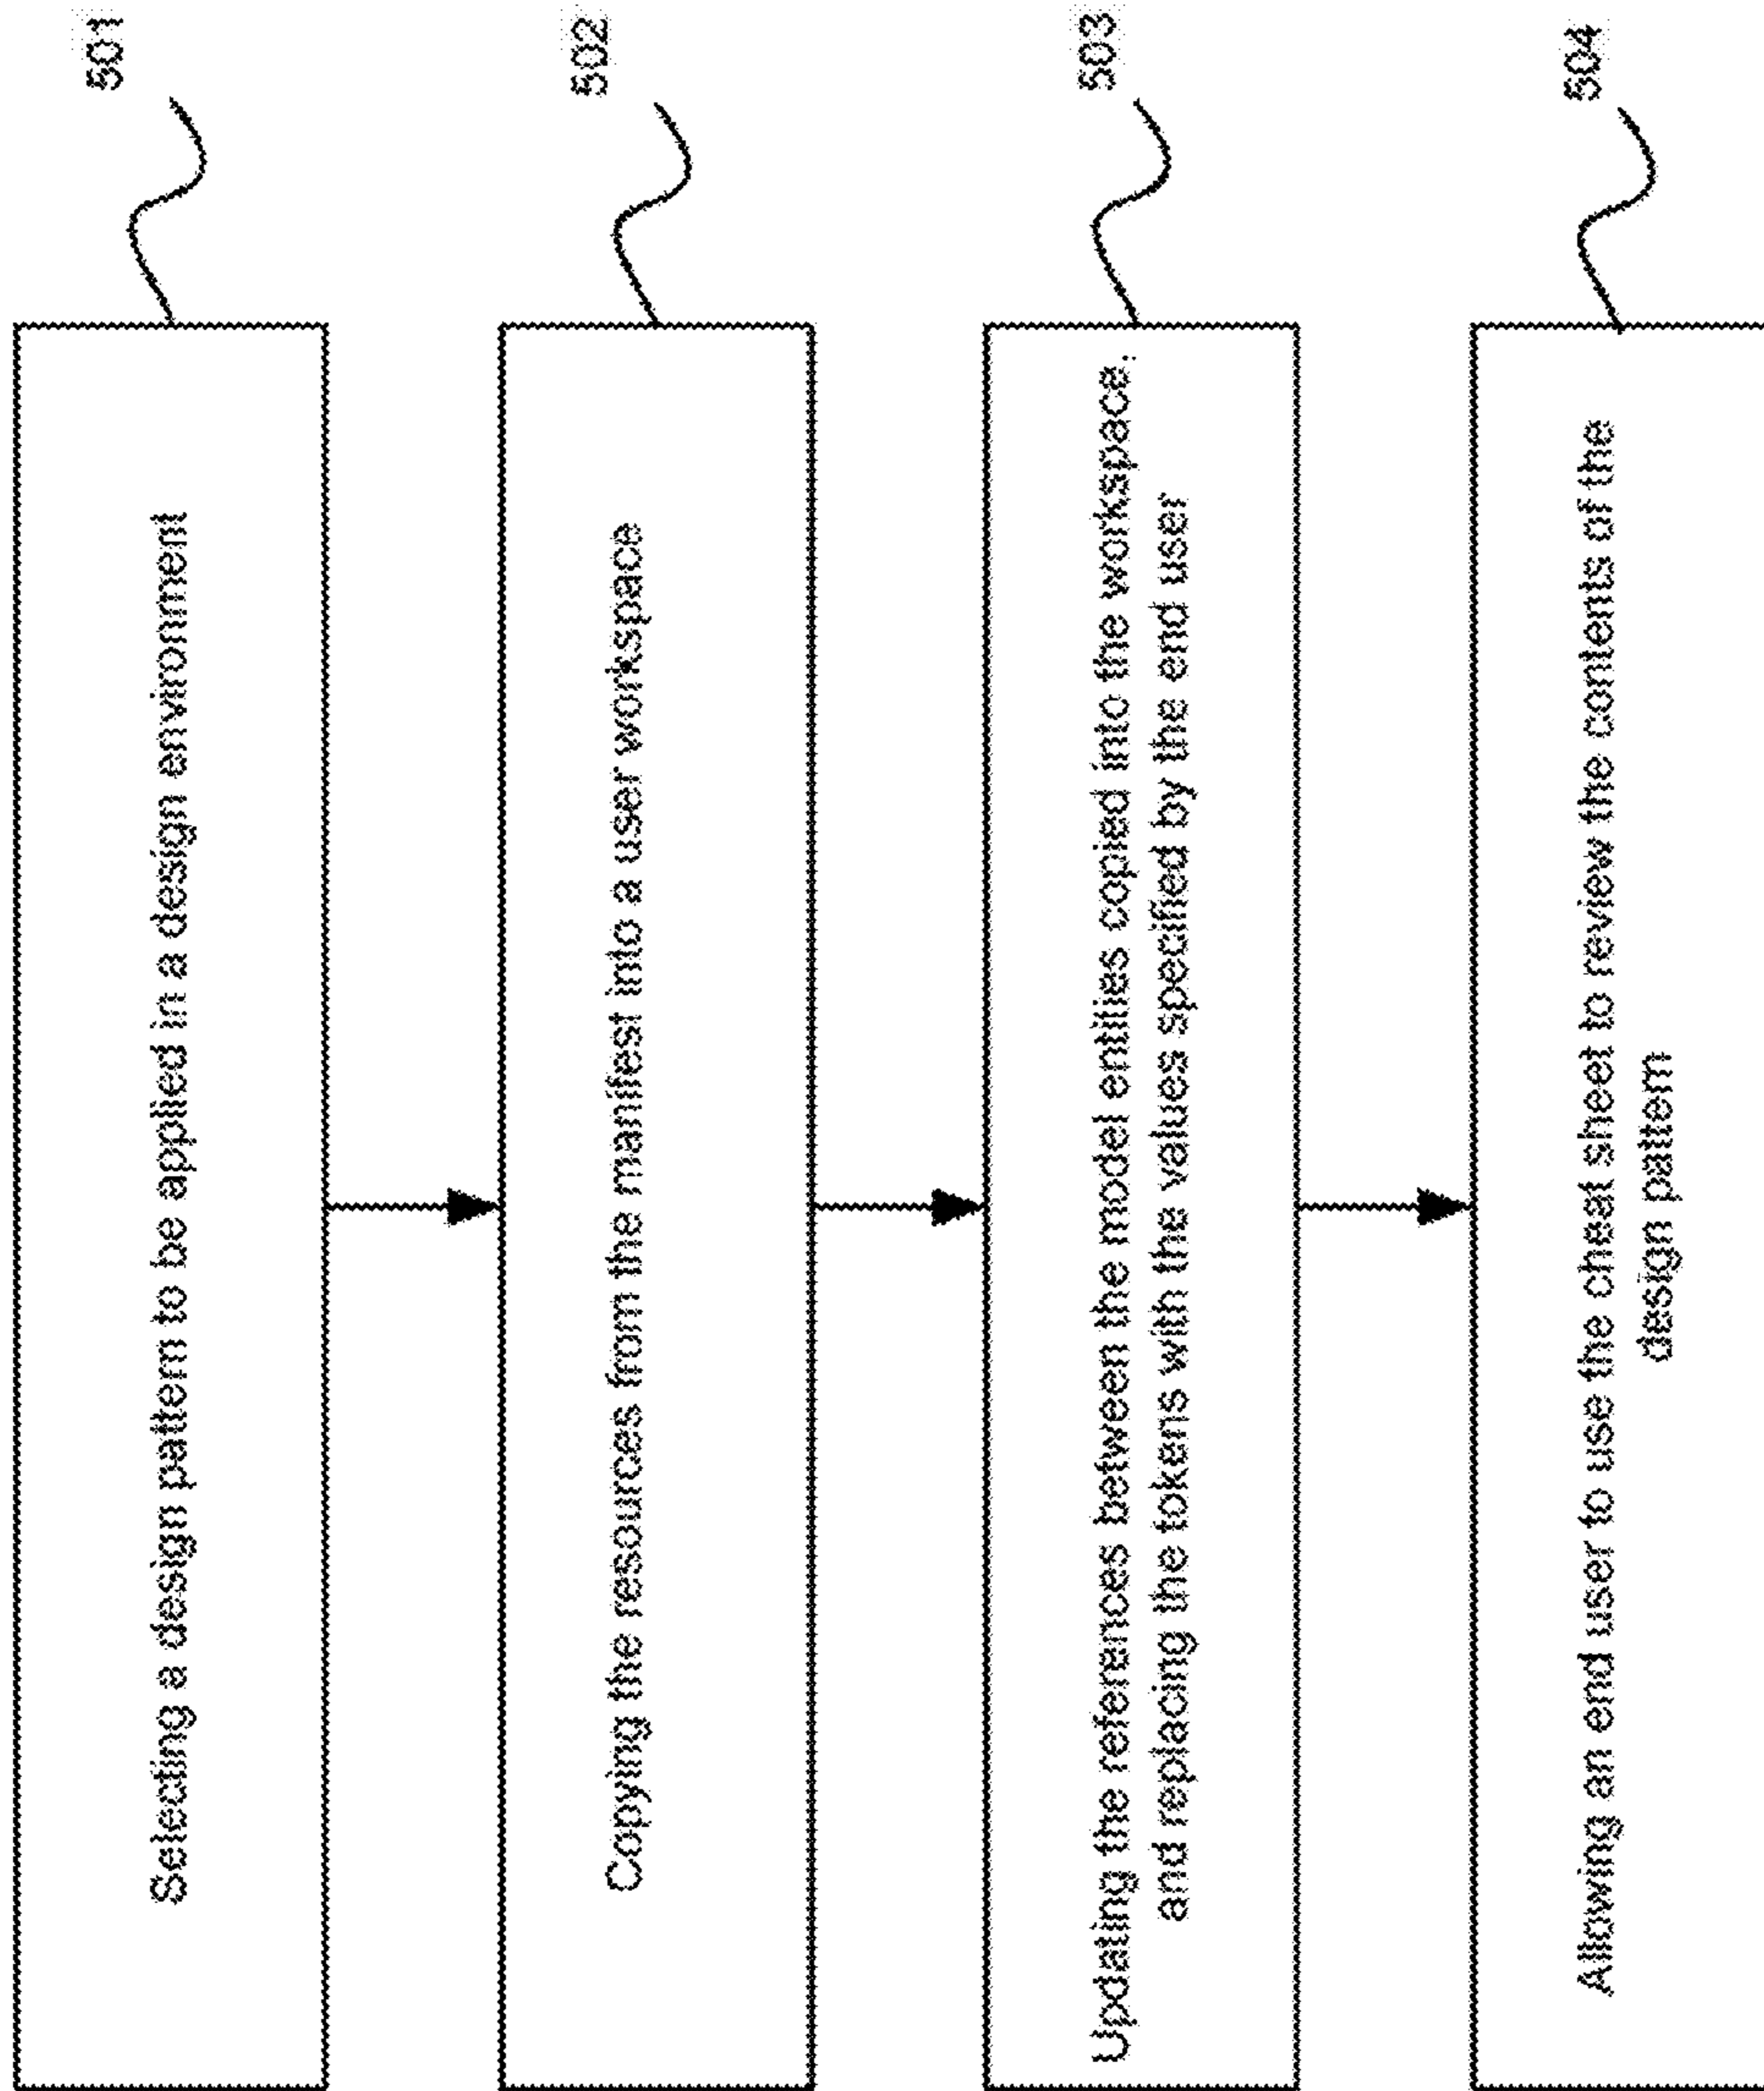 Selecting a design pattern to be applied in a design environment
501
Copying the resources from the manifest into a user workspace
502
Updating the references between the model entities copied into the workspace,
and replacing the tokens with the values specified by the end user
503
Allowing an end user to use the cheat sheet to review the contents of the
design pattern
504